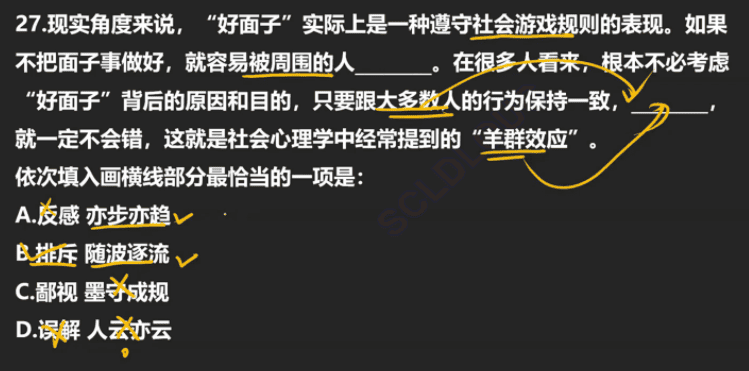 27.现实角度来说，“好面子”实际上是一种遵守社会游戏规则的表现。如果
不把面子事做好，就容易被周围的人________。在很多人看来，根本不必考虑
“好面子”背后的原因和目的，只要跟大多数人的行为保持一致，________，
就一定不会错，这就是社会心理学中经常提到的“羊群效应”。
依次填入画横线部分最恰当的一项是：
A.反感 亦步亦趋
B.排斥 随波逐流
C.鄙视 墨守成规
D.误解 人云亦云